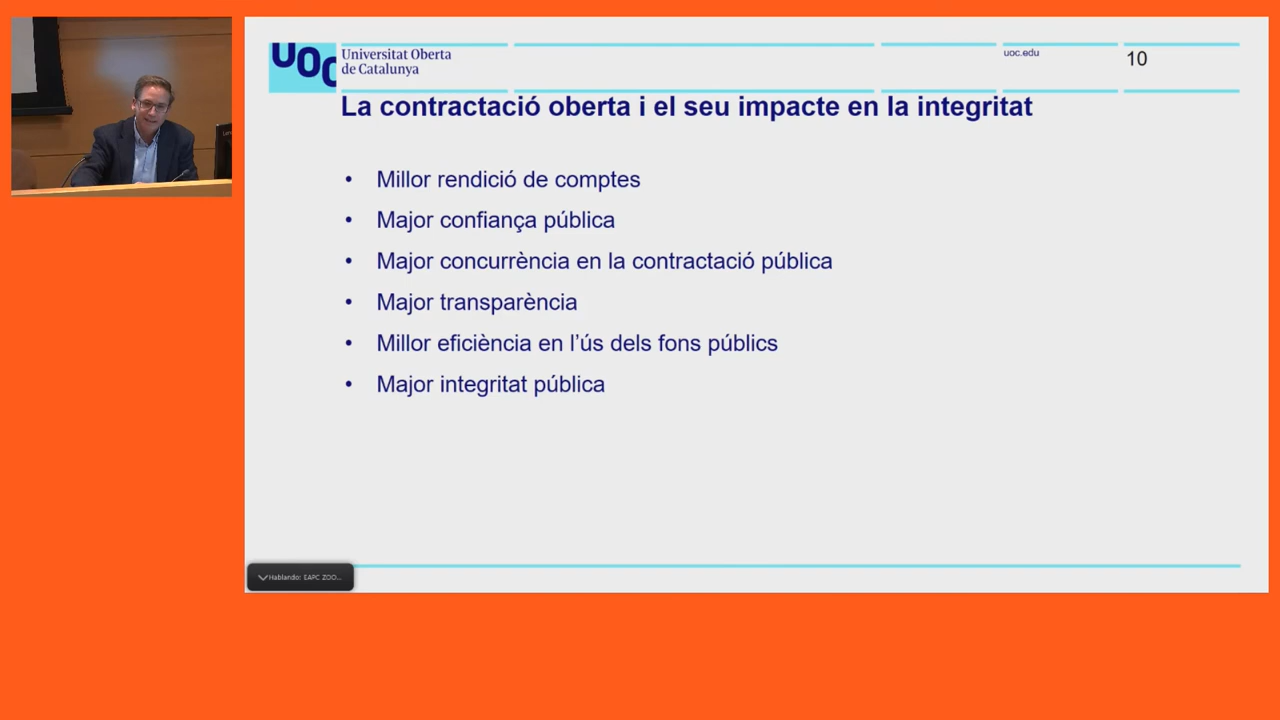 UOC
Universitat Oberta
de Catalunya
uoc.edu
10
La contractació oberta i el seu impacte en la integritat
• Millor rendició de comptes
• Major confiança pública
• Major concurrència en la contractació pública
• Major transparència
• Millor eficiència en l'ús dels fons públics
• Major integritat pública
Hablando: EAPC ZOO...